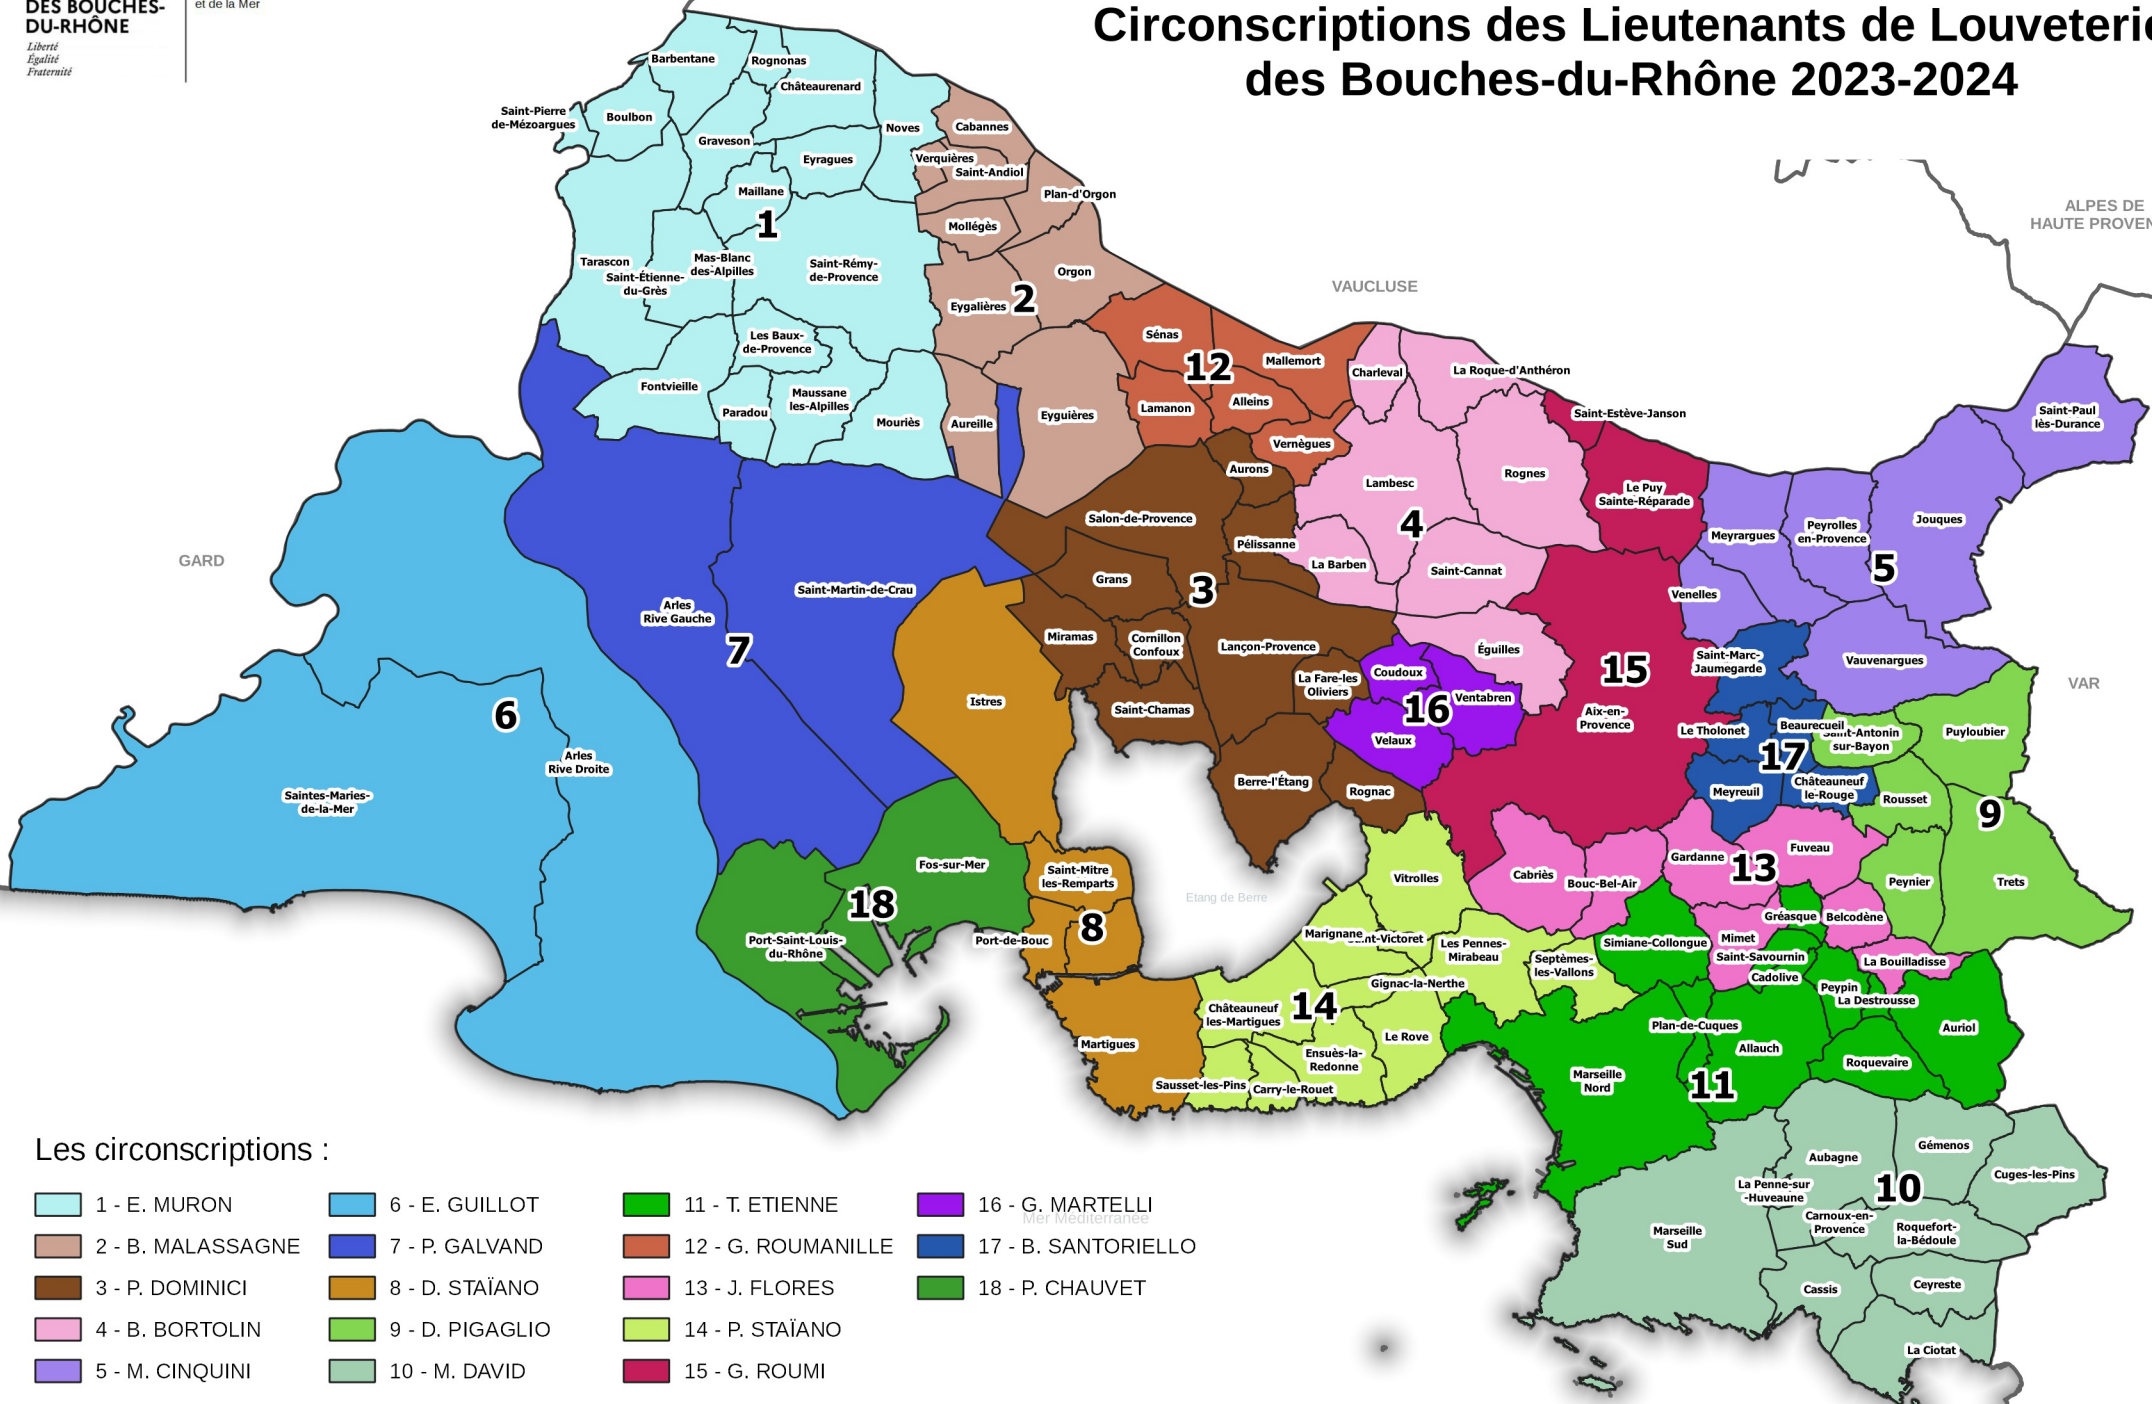 DES BOUCHES-
DU-RHÔNE
Liberté
Égalité
Fraternité
et de la Mer
Circonscriptions des Lieutenants de Louveterie
des Bouches-du-Rhône 2023-2024
ALPES DE
HAUTE PROVEN
VAUCLUSE
GARD
VAR
Barbentane
Rognonas
Châteaurenard
Saint-Pierre
de-Mézoargues
Boulbon
Graveson
Noves
Eyragues
Maillane
1
Tarascon
Saint-Étienne-
du-Grès
Mas-Blanc
des-Alpilles
Saint-Rémy-
de-Provence
Les Baux-
de-Provence
Fontvieille
Paradou
Maussane
les-Alpilles
Mouriès
Cabannes
Verquières
Saint-Andiol
Plan-d'Orgon
Mollégès
Orgon
Eygalières
2
Aureille
Eyguières
Sénas
12
Mallemort
Lamanon
Alleins
Vernègues
Charleval
La Roque-d'Anthéron
Lambesc
Rognes
4
La Barben
Saint-Cannat
Éguilles
Saint-Estève-Janson
Le Puy
Sainte-Réparade
15
Aix-en-
Provence
Saint-Paul
lès-Durance
Meyrargues
Peyrolles
en-Provence
Jouques
5
Venelles
Vauvenargues
Aurons
Salon-de-Provence
Pélissanne
Grans
3
Miramas
Cornillon
Confoux
Lançon-Provence
La Fare-les
Oliviers
Saint-Chamas
Berre-l'Étang
Rognac
Coudoux
16
Ventabren
Velaux
Saint-Marc-
Jaumegarde
Le Tholonet
Beaurecueil
17
Meyreuil
Châteauneuf
le-Rouge
Saint-Antonin
sur-Bayon
Puyloubier
Rousset
9
Peynier
Trets
Arles
Rive Gauche
Saint-Martin-de-Crau
7
6
Arles
Rive Droite
Saintes-Maries-
de-la-Mer
Istres
Saint-Mitre
les-Remparts
8
Port-de-Bouc
Martigues
Fos-sur-Mer
18
Port-Saint-Louis-
du-Rhône
Etang de Berre
Vitrolles
Marignane
Saint-Victoret
Les Pennes-
Mirabeau
Septèmes-
les-Vallons
Gignac-la-Nerthe
Châteauneuf
les-Martigues
14
Le Rove
Ensuès-la-
Redonne
Sausset-les-Pins
Carry-le-Rouet
Cabriès
Bouc-Bel-Air
Gardanne
13
Fuveau
Gréasque
Belcodène
Mimet
La Bouilladisse
Simiane-Collongue
Saint-Savournin
Cadolive
Peypin
La Destrousse
Plan-de-Cuques
Allauch
Auriol
Roquevaire
Marseille
Nord
11
Aubagne
Gémenos
Cuges-les-Pins
La Penne-sur
-Huveaune
10
Carnoux-en-
Provence
Roquefort-
la-Bédoule
Marseille
Sud
Cassis
Ceyreste
La Ciotat
Mer Méditerranée
Les circonscriptions :
1 - E. MURON
2 - B. MALASSAGNE
3 - P. DOMINICI
4 - B. BORTOLIN
5 - M. CINQUINI
6 - E. GUILLOT
7 - P. GALVAND
8 - D. STAÏANO
9 - D. PIGAGLIO
10 - M. DAVID
11 - T. ETIENNE
12 - G. ROUMANILLE
13 - J. FLORES
14 - P. STAÏANO
15 - G. ROUMI
16 - G. MARTELLI
17 - B. SANTORIELLO
18 - P. CHAUVET